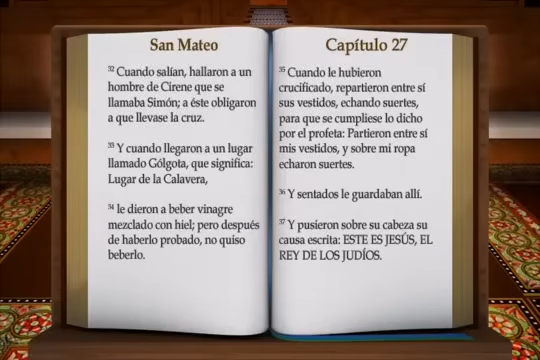 San Mateo
³² Cuando salían, hallaron a un
hombre de Cirene que se
llamaba Simón; a éste obligaron
a que llevase la cruz.
³³ Y cuando llegaron a un lugar
llamado Gólgota, que significa:
Lugar de la Calavera,
³⁴ le dieron a beber vinagre
mezclado con hiel; pero después
de haberlo probado, no quiso
beberlo.
Capítulo 27
³⁵ Cuando le hubieron
crucificado, repartieron entre sí
sus vestidos, echando suertes,
para que se cumpliese lo dicho
por el profeta: Partieron entre sí
mis vestidos, y sobre mi ropa
echaron suertes.
³⁶ Y sentados le guardaban allí.
³⁷ Y pusieron sobre su cabeza su
causa escrita: ESTE ES JESÚS, EL
REY DE LOS JUDÍOS.